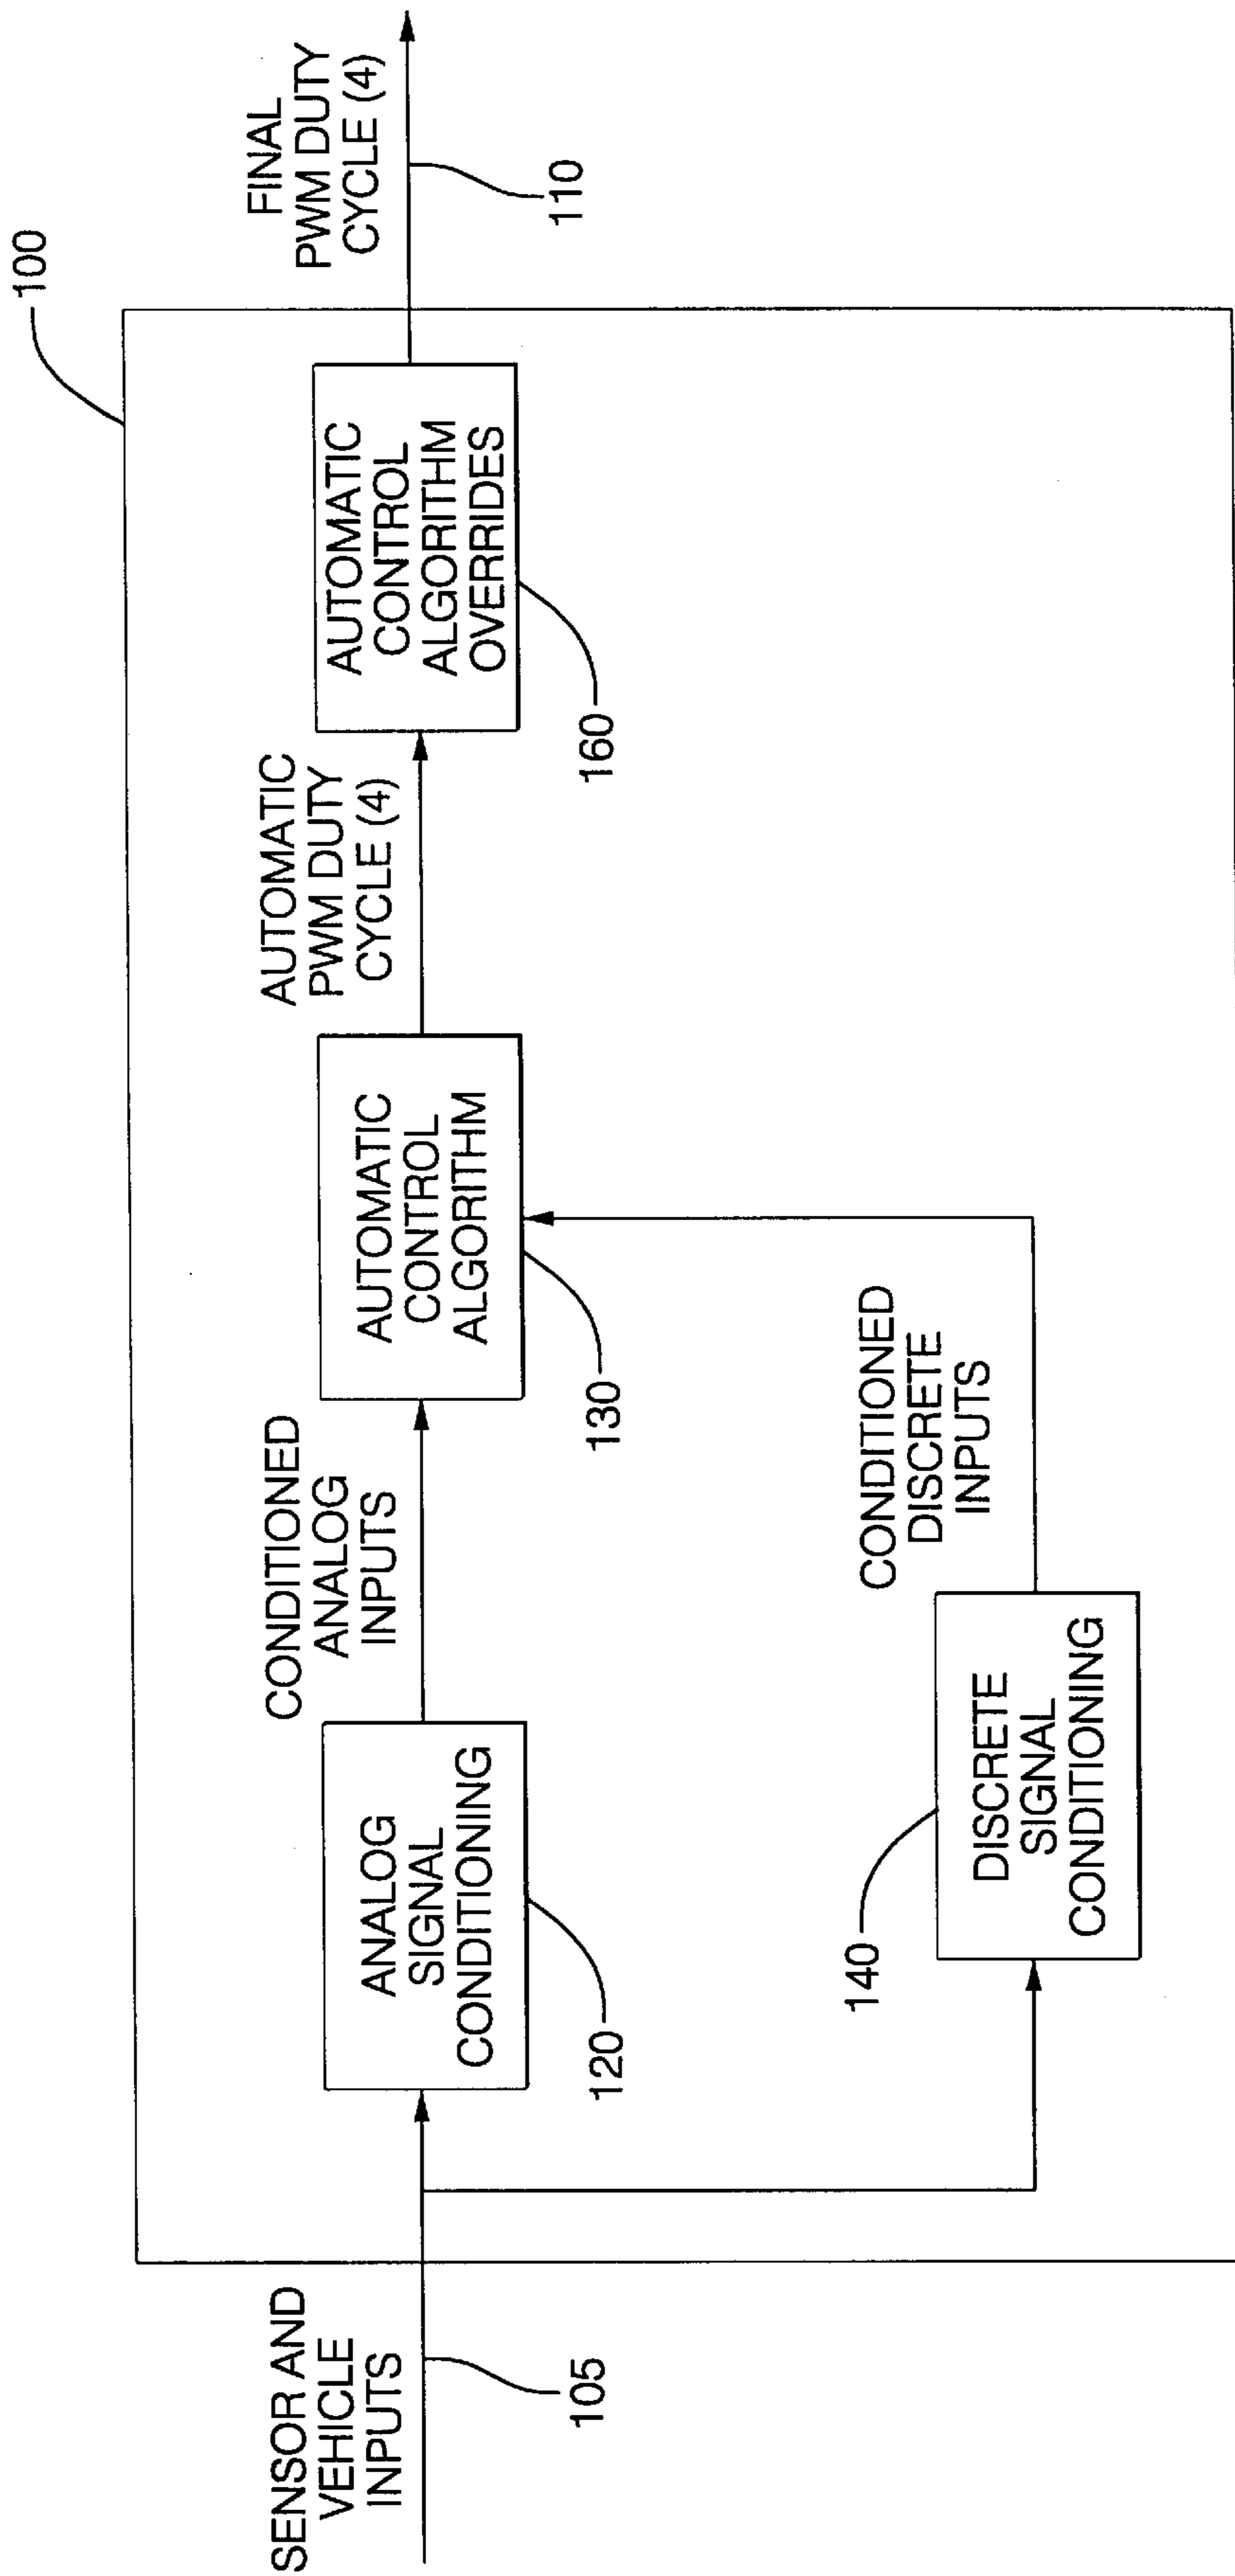 100
SENSOR AND
VEHICLE
INPUTS
105
ANALOG
SIGNAL
CONDITIONING
120
CONDITIONED
ANALOG
INPUTS
AUTOMATIC
CONTROL
ALGORITHM
130
AUTOMATIC
PWM DUTY
CYCLE (4)
AUTOMATIC
CONTROL
ALGORITHM
OVERRIDES
160
FINAL
PWM DUTY
CYCLE (4)
110
140
DISCRETE
SIGNAL
CONDITIONING
CONDITIONED
DISCRETE
INPUTS